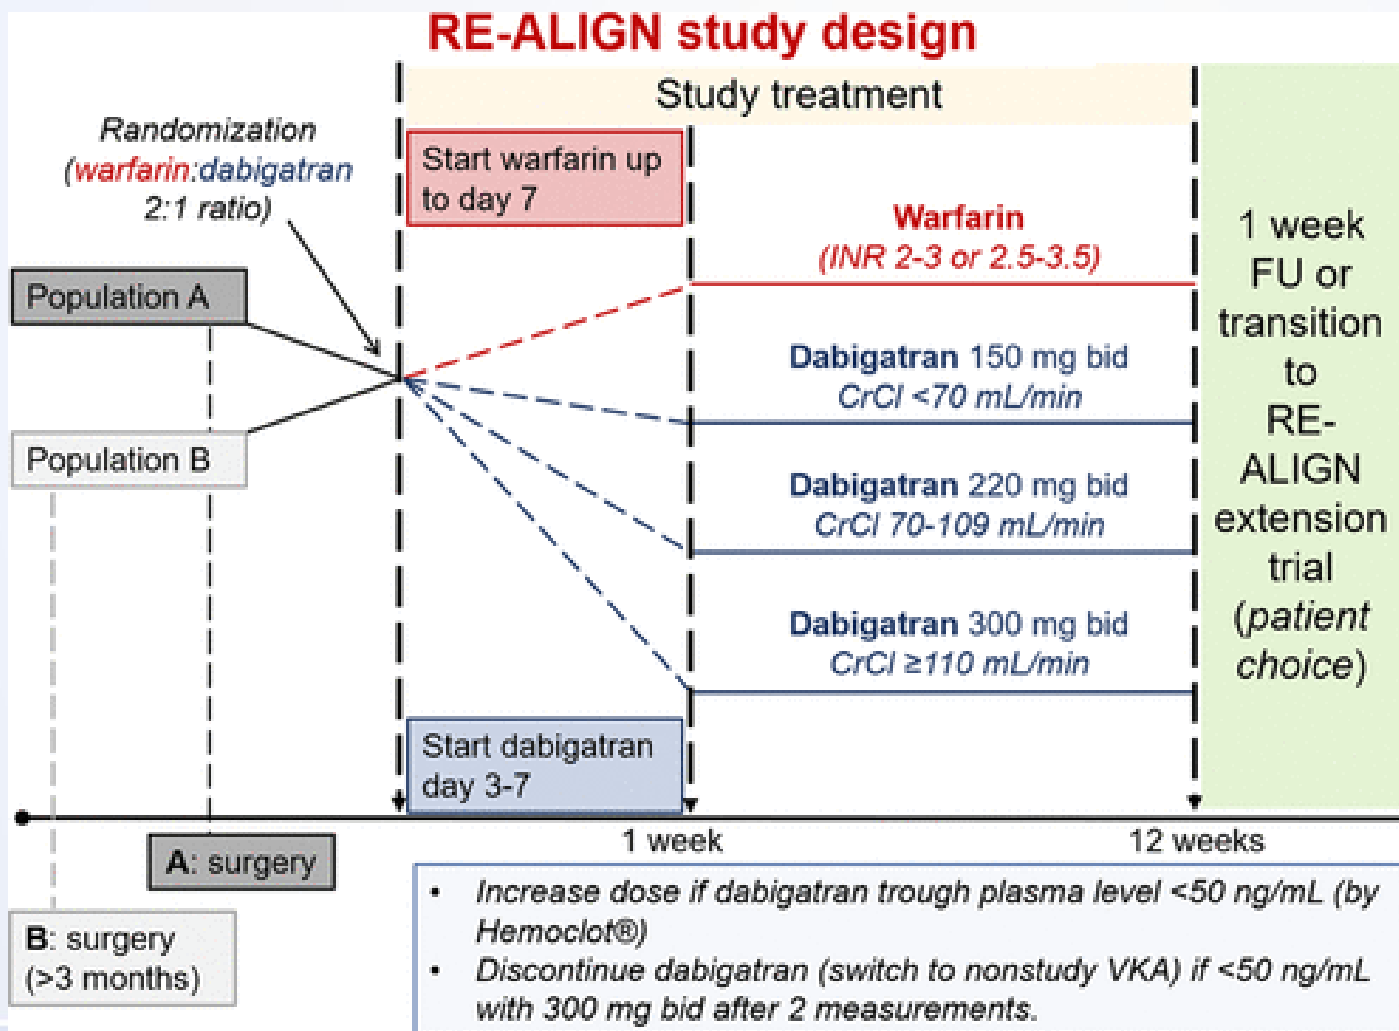 RE-ALIGN study design
Study treatment
Randomization
(warfarin:dabigatran
2:1 ratio)
Start warfarin up
to day 7
Population A
Population B
Warfarin
(INR 2-3 or 2.5-3.5)
Dabigatran 150 mg bid
CrCl <70 mL/min
Dabigatran 220 mg bid
CrCl 70-109 mL/min
Dabigatran 300 mg bid
CrCl ≥110 mL/min
Start dabigatran
day 3-7
1 week
FU or
transition
to
RE-
ALIGN
extension
trial
(patient
choice)
1 week
12 weeks
A: surgery
B: surgery
(>3 months)
• Increase dose if dabigatran trough plasma level <50 ng/mL (by
Hemoclot®)
• Discontinue dabigatran (switch to nonstudy VKA) if <50 ng/mL
with 300 mg bid after 2 measurements.